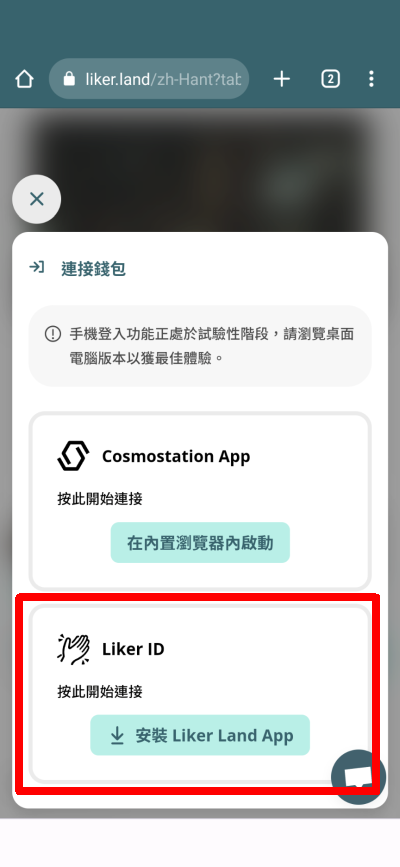 liker.land/zh-Hant?tab
2
連接錢包
手機登入功能正處於試驗性階段，請瀏覽桌面
電腦版本以獲最佳體驗。
Cosmostation App
按此開始連接
在內置瀏覽器內啟動
Liker ID
按此開始連接
安裝 Liker Land App